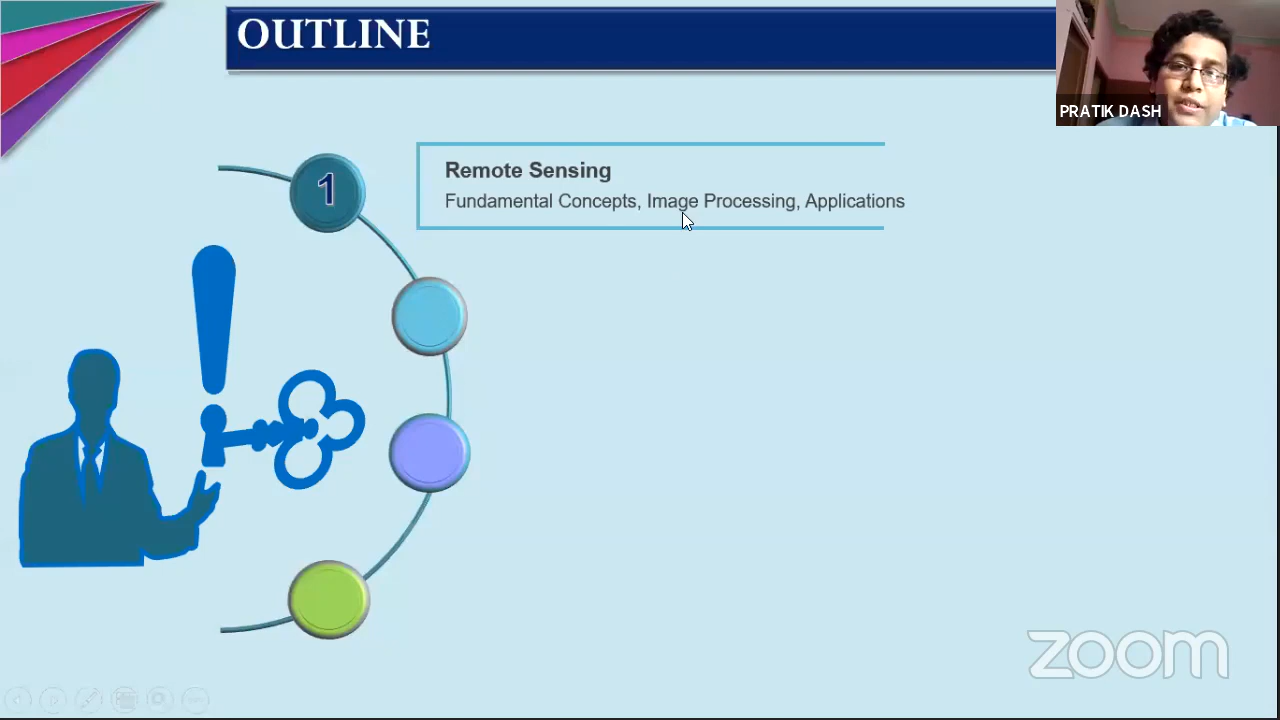 OUTLINE
PRATIK DASH
1
Remote Sensing
Fundamental Concepts, Image Processing, Applications
zoom